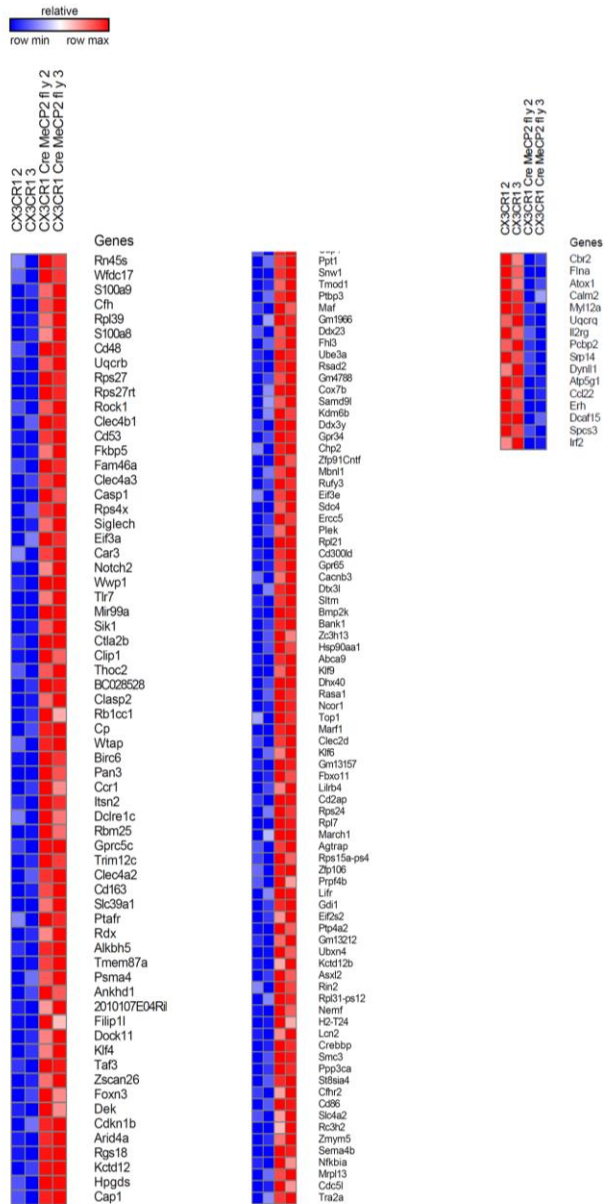 relative
row min row max
CX3CR1 2
CX3CR1 3
CX3CR1 Cre MeCP2 fl y 2
CX3CR1 Cre MeCP2 fl y 3
Genes
Rn45s
Wfdc17
S100a9
Cfh
Rpl39
S100a8
Cd48
Uqcrb
Rps27
Rps27rt
Rock1
Clec4b1
Cd53
Fkbp5
Fam46a
Clec4a3
Casp1
Rps4x
Siglech
Eif3a
Car3
Notch2
Wwp1
Tlr7
Mir99a
Sik1
Ctla2b
Clip1
Thoc2
BC028528
Clasp2
Rb1cc1
Cp
Wtap
Birc6
Pan3
Ccr1
Itsn2
Dclre1c
Rbm25
Gprc5c
Trim12c
Clec4a2
Cd163
Slc39a1
Ptafr
Rdx
Alkbh5
Tmem87a
Psma4
Ankhd1
2010107E04Ril
Filip1l
Dock11
Klf4
Taf3
Zscan26
Foxn3
Dek
Cdkn1b
Arid4a
Rgs18
Kctd12
Hpgds
Cap1
Ppt1
Snw1
Tmod1
Ptbp3
Maf
Gm1966
Ddx23
Fhl3
Ube3a
Rsad2
Gm4788
Cox7b
Samd9l
Kdm6b
Ddx3y
Gpr34
Chp2
Zfp91Cntf
Mbnl1
Rufy3
Eif3e
Sdc4
Ercc5
Plek
Rpl21
Cd300ld
Gpr65
Cacnb3
Dtx3l
Sltm
Bmp2k
Bank1
Zc3h13
Hsp90aa1
Abca9
Klf9
Dhx40
Rasa1
Ncor1
Top1
Marf1
Clec2d
Klf6
Gm13157
Fbxo11
Lilrb4
Cd2ap
Rps24
Rpl7
March1
Agtrap
Rps15a-ps4
Zfp106
Prpf4b
Lifr
Gdi1
Eif2s2
Ptp4a2
Gm13212
Ubxn4
Kctd12b
Asxl2
Rin2
Rpl31-ps12
Nemf
H2-T24
Lcn2
Crebbp
Smc3
Ppp3ca
St8sia4
Cfhr2
Cd86
Slc4a2
Rc3h2
Zmym5
Sema4b
Nfkbia
Mrpl13
Cdc5l
Tra2a
CX3CR1 2
CX3CR1 3
CX3CR1 Cre MeCP2 fl y 2
CX3CR1 Cre MeCP2 fl y 3
Genes
Cbr2
Flna
Atox1
Calm2
Myl12a
Uqcrq
Il2rg
Pcbp2
Srp14
Dynll1
Atp5g1
Ccl22
Erh
Dcaf15
Spcs3
Irf2